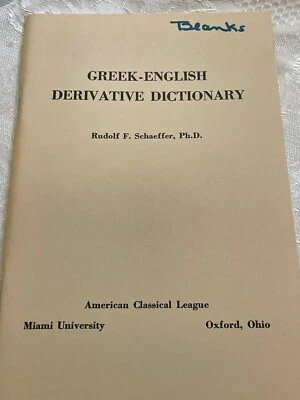 Blanks
GREEK-ENGLISH
DERIVATIVE DICTIONARY
Rudolf F. Schaeffer, Ph.D.
American Classical League
Miami University Oxford, Ohio